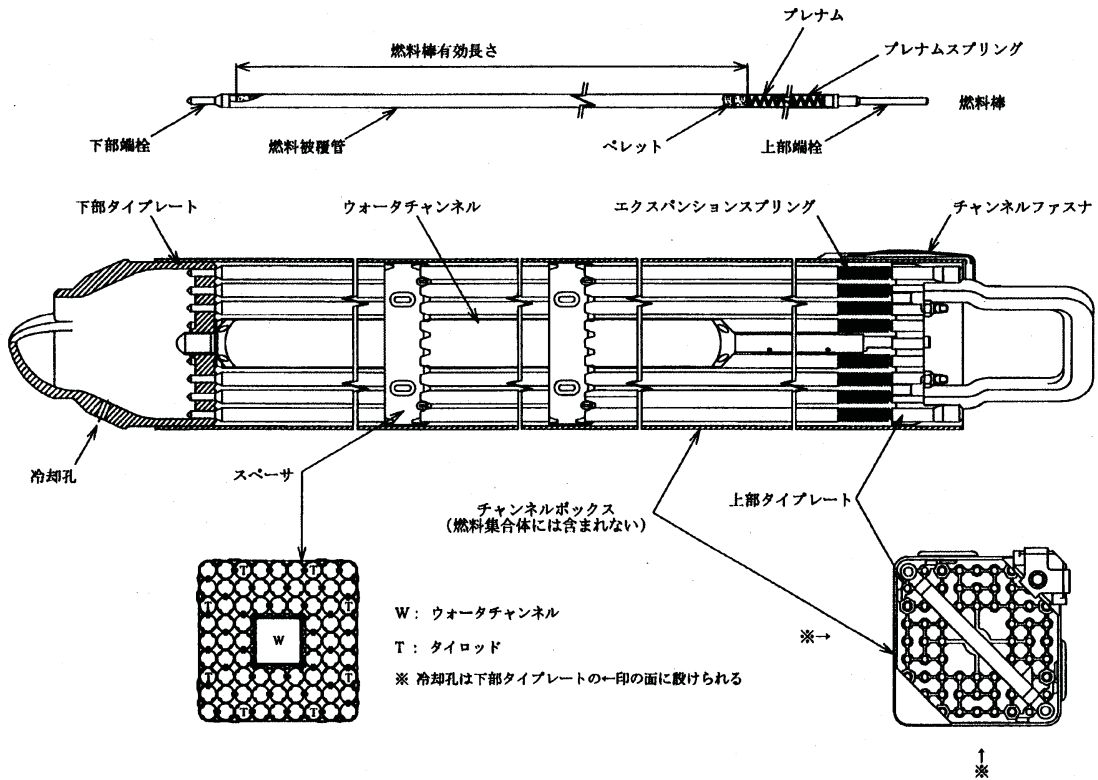 プレナム
燃料棒有効長さ
プレナムスプリング
燃料棒
下部端栓
燃料被覆管
ペレット
上部端栓
下部タイプレート
ウォータチャンネル
エクスパンションスプリング
チャンネルファスナ
冷却孔
スペーサ
チャンネルボックス
(燃料集合体には含まれない)
上部タイプレート
T T
T T
W
T T
T T
W: ウォータチャンネル
T: タイロッド
※ 冷却孔は下部タイプレートの←印の面に設けられる
※→
↑
※